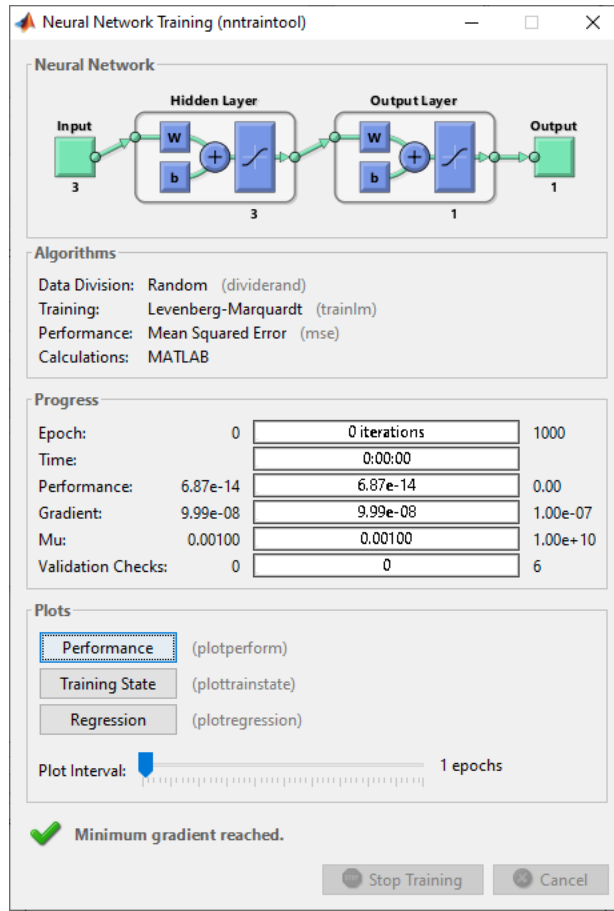 Neural Network Training (nntraintool)
Neural Network
Hidden Layer
Output Layer
Input
Output
W
b
W
b
3
3
1
1
Algorithms
Data Division: Random (dividerand)
Training: Levenberg-Marquardt (trainlm)
Performance: Mean Squared Error (mse)
Calculations: MATLAB
Progress
Epoch: 0 0 iterations 1000
Time: 0:00:00
Performance: 6.87e-14 6.87e-14 0.00
Gradient: 9.99e-08 9.99e-08 1.00e-07
Mu: 0.00100 0.00100 1.00e+10
Validation Checks: 0 0 6
Plots
Performance (plotperform)
Training State (plottrainstate)
Regression (plotregression)
Plot Interval: 1 epochs
Minimum gradient reached.
Stop Training Cancel